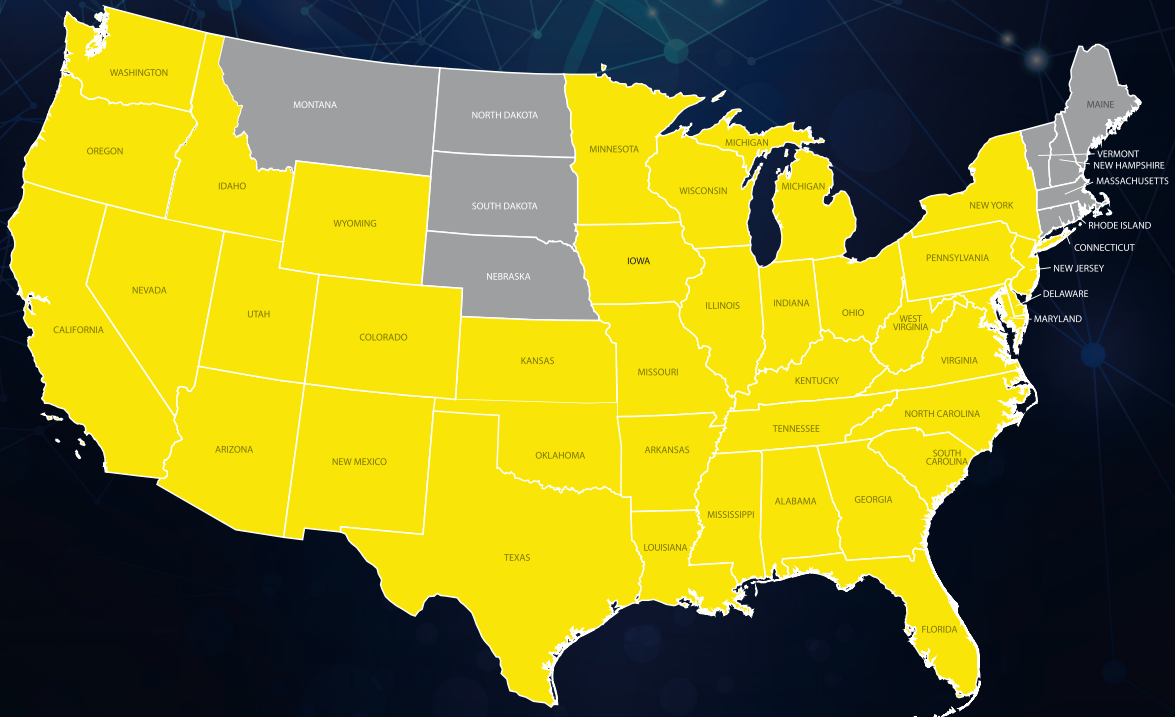 WASHINGTON
MONTANA
NORTH DAKOTA
MAINE
OREGON
MINNESOTA
MICHIGAN
VERMONT
NEW HAMPSHIRE
MASSACHUSETTS
IDAHO
SOUTH DAKOTA
WISCONSIN
MICHIGAN
NEW YORK
WYOMING
RHODE ISLAND
CONNECTICUT
IOWA
PENNSYLVANIA
NEW JERSEY
NEBRASKA
NEVADA
DELAWARE
ILLINOIS
INDIANA
OHIO
UTAH
WEST
VIRGINIA
MARYLAND
CALIFORNIA
COLORADO
KANSAS
VIRGINIA
MISSOURI
KENTUCKY
NORTH CAROLINA
TENNESSEE
ARIZONA
NEW MEXICO
OKLAHOMA
ARKANSAS
SOUTH
CAROLINA
MISSISSIPPI
ALABAMA
GEORGIA
TEXAS
LOUISIANA
FLORIDA